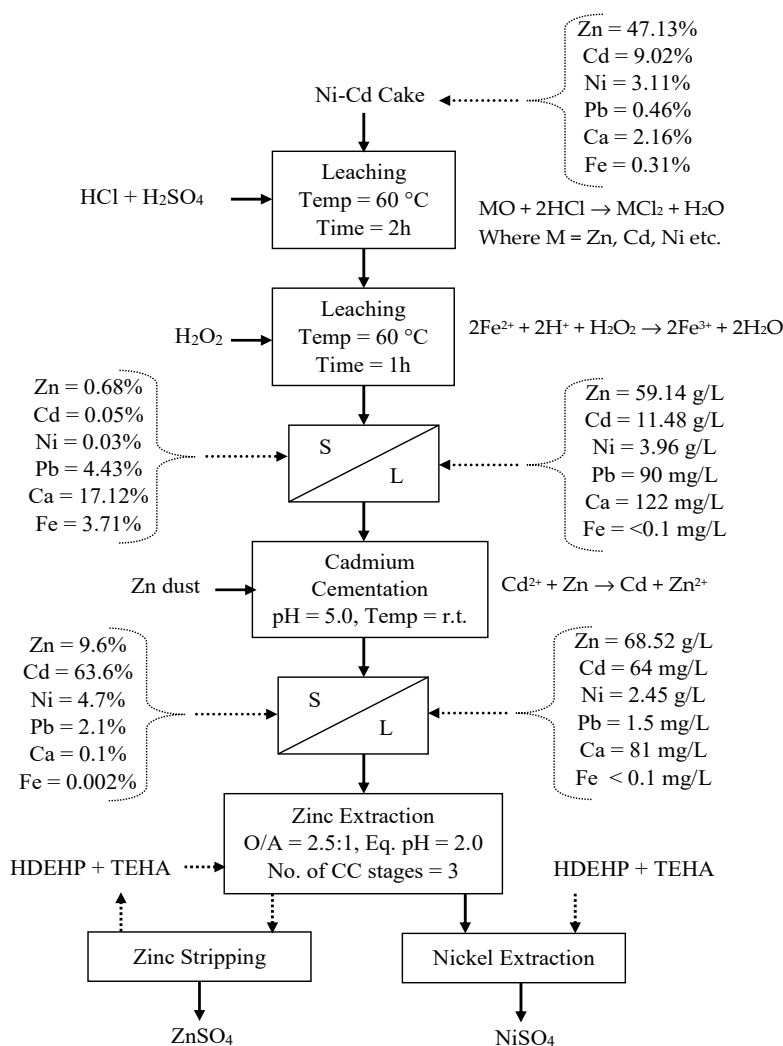 Zn = 47.13%
Cd = 9.02%
Ni = 3.11%
Pb = 0.46%
Ca = 2.16%
Fe = 0.31%
Ni-Cd Cake
HCl + H₂SO₄
Leaching
Temp = 60 °C
Time = 2h
MO + 2HCl → MCl₂ + H₂O
Where M = Zn, Cd, Ni etc.
H₂O₂
Leaching
Temp = 60 °C
Time = 1h
2Fe²⁺ + 2H⁺ + H₂O₂ → 2Fe³⁺ + 2H₂O
Zn = 0.68%
Cd = 0.05%
Ni = 0.03%
Pb = 4.43%
Ca = 17.12%
Fe = 3.71%
S
L
Zn = 59.14 g/L
Cd = 11.48 g/L
Ni = 3.96 g/L
Pb = 90 mg/L
Ca = 122 mg/L
Fe = <0.1 mg/L
Zn dust
Cadmium
Cementation
pH = 5.0, Temp = r.t.
Cd²⁺ + Zn → Cd + Zn²⁺
Zn = 9.6%
Cd = 63.6%
Ni = 4.7%
Pb = 2.1%
Ca = 0.1%
Fe = 0.002%
S
L
Zn = 68.52 g/L
Cd = 64 mg/L
Ni = 2.45 g/L
Pb = 1.5 mg/L
Ca = 81 mg/L
Fe < 0.1 mg/L
Zinc Extraction
O/A = 2.5:1, Eq. pH = 2.0
No. of CC stages = 3
HDEHP + TEHA
HDEHP + TEHA
Zinc Stripping
Nickel Extraction
ZnSO₄
NiSO₄